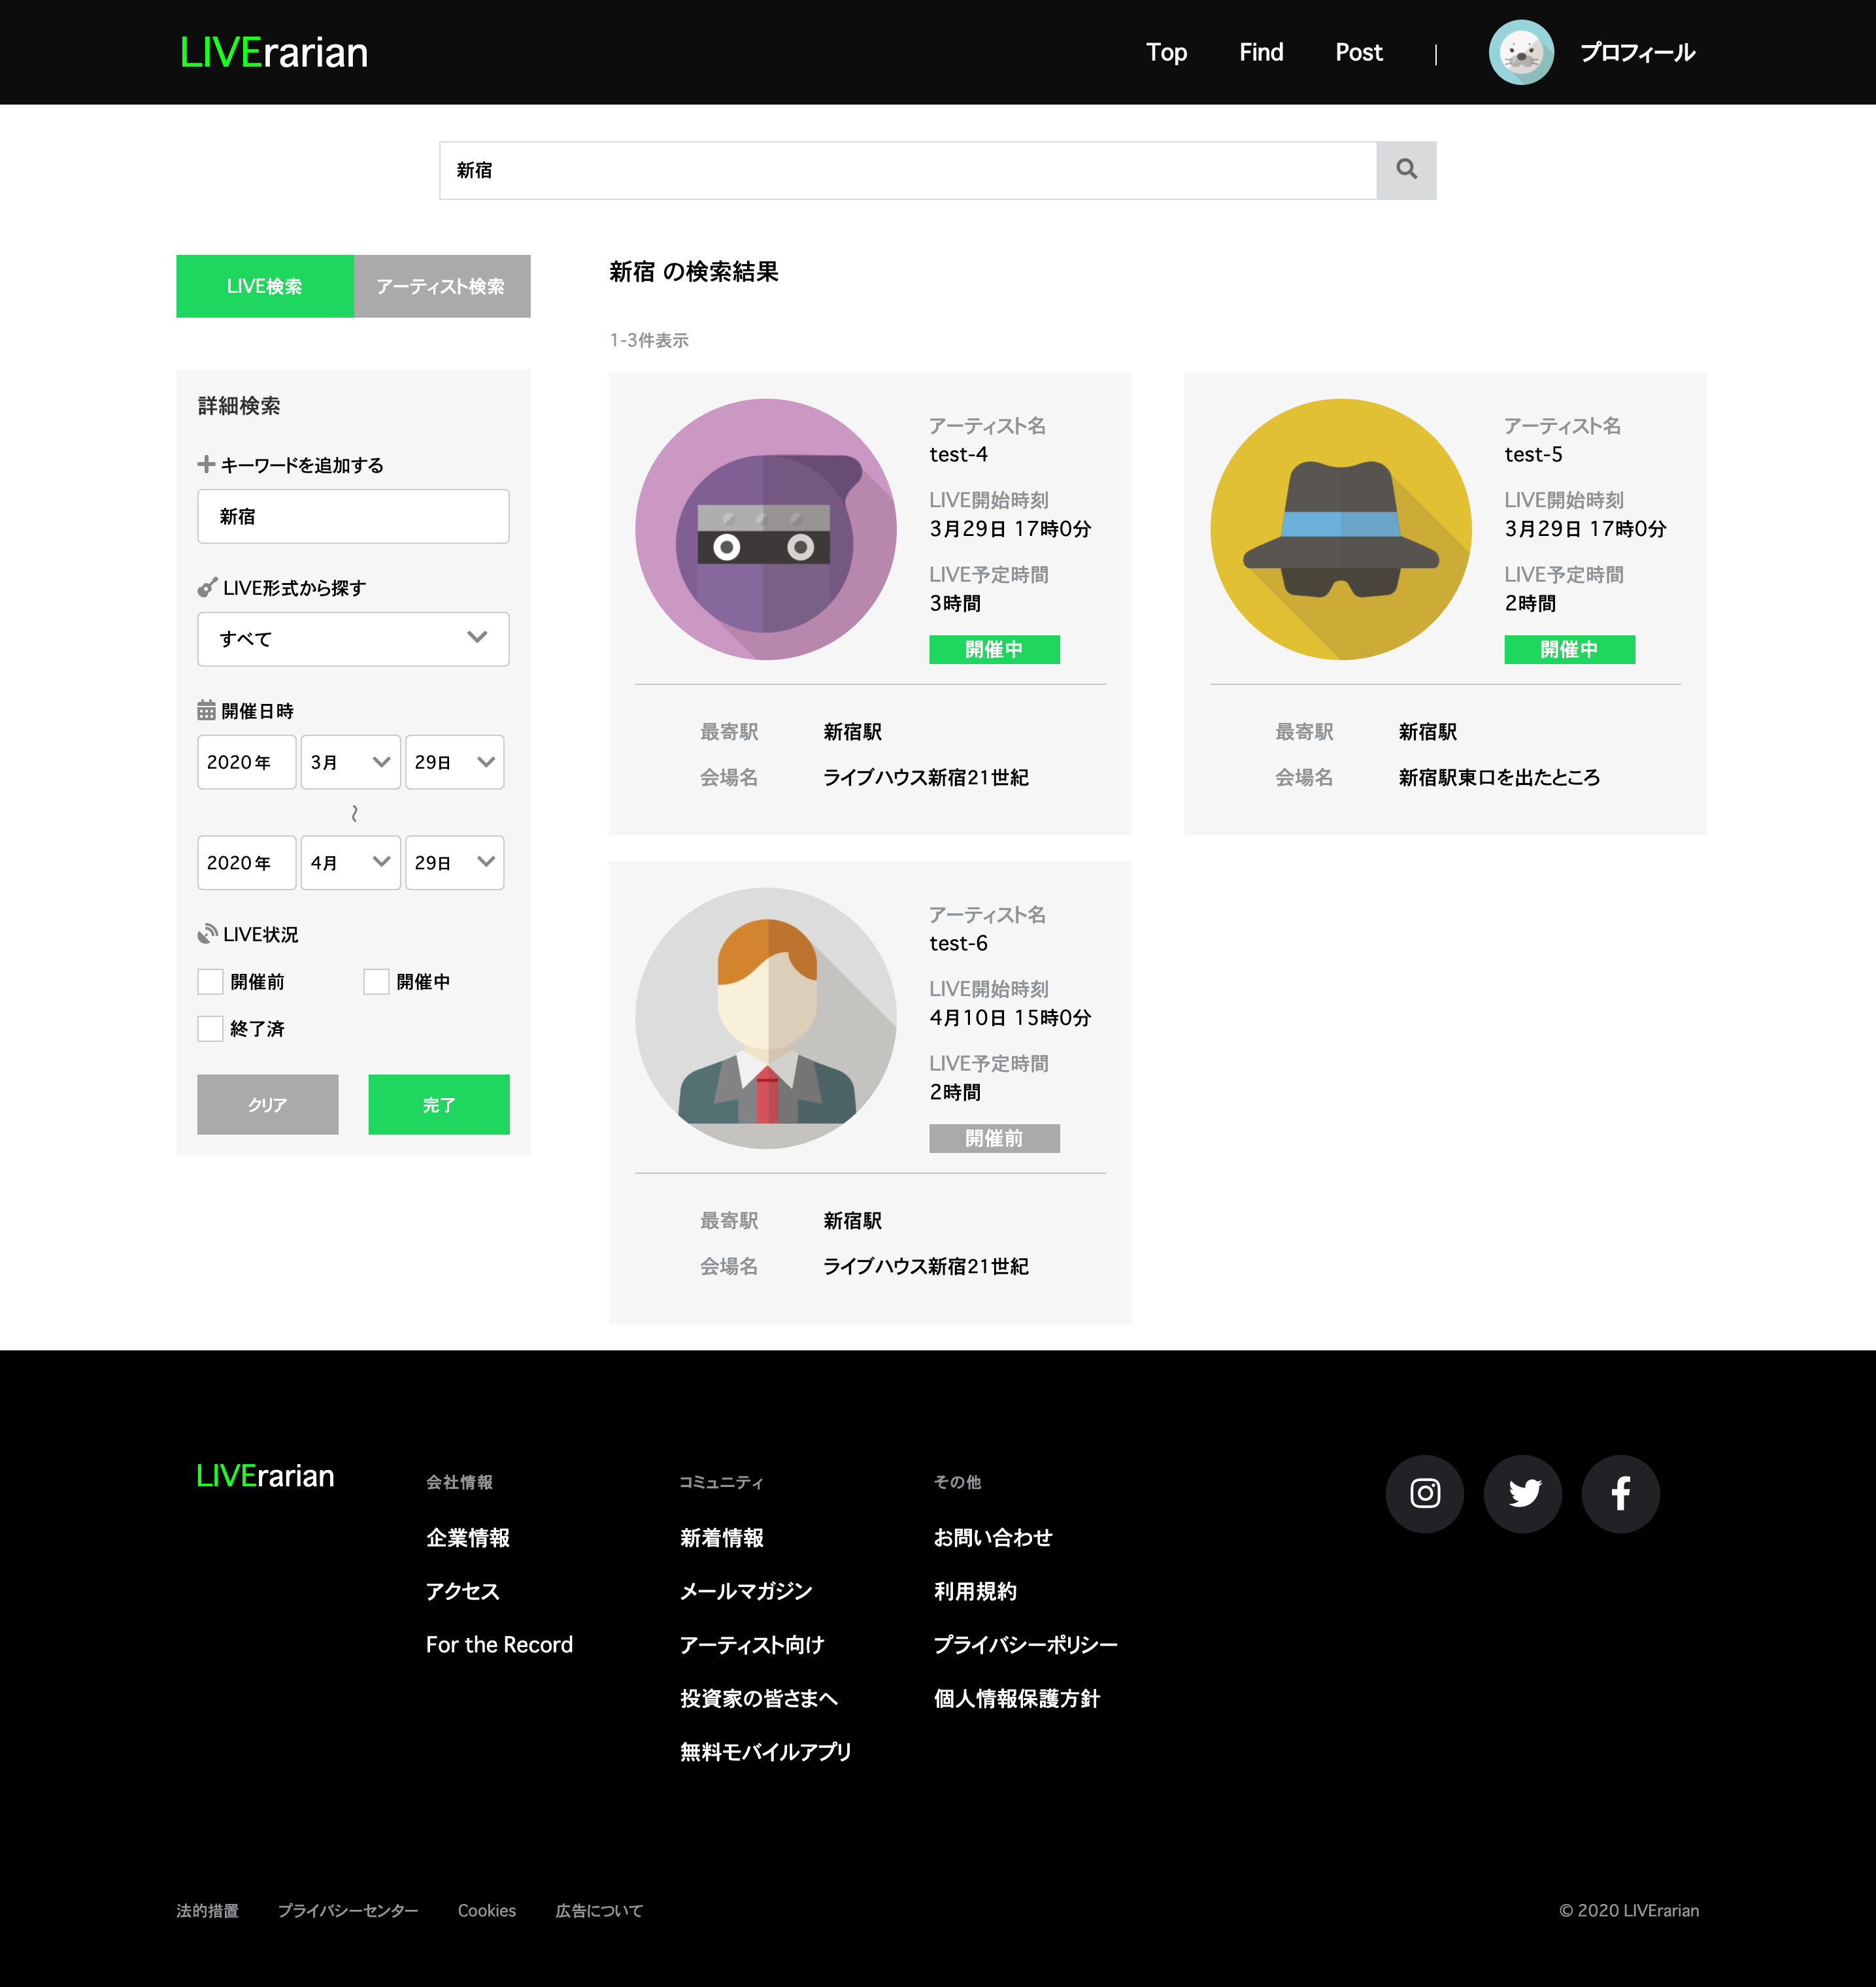 LIVErarian
Top Find Post | プロフィール
新宿
LIVE検索 アーティスト検索
詳細検索
キーワードを追加する
新宿
LIVE形式から探す
すべて
開催日時
2020年 3月 29日
~
2020年 4月 29日
LIVE状況
開催前 開催中
終了済
クリア 完了
新宿 の検索結果
1-3件表示
アーティスト名
test-4
LIVE開始時刻
3月29日 17時0分
LIVE予定時間
3時間
開催中
最寄駅 新宿駅
会場名 ライブハウス新宿21世紀
アーティスト名
test-5
LIVE開始時刻
3月29日 17時0分
LIVE予定時間
2時間
開催中
最寄駅 新宿駅
会場名 新宿駅東口を出たところ
アーティスト名
test-6
LIVE開始時刻
4月10日 15時0分
LIVE予定時間
2時間
開催前
最寄駅 新宿駅
会場名 ライブハウス新宿21世紀
LIVErarian
会社情報
企業情報
アクセス
For the Record
コミュニティ
新着情報
メールマガジン
アーティスト向け
投資家の皆さまへ
無料モバイルアプリ
その他
お問い合わせ
利用規約
プライバシーポリシー
個人情報保護方針
法的措置 プライバシーセンター Cookies 広告について
© 2020 LIVErarian